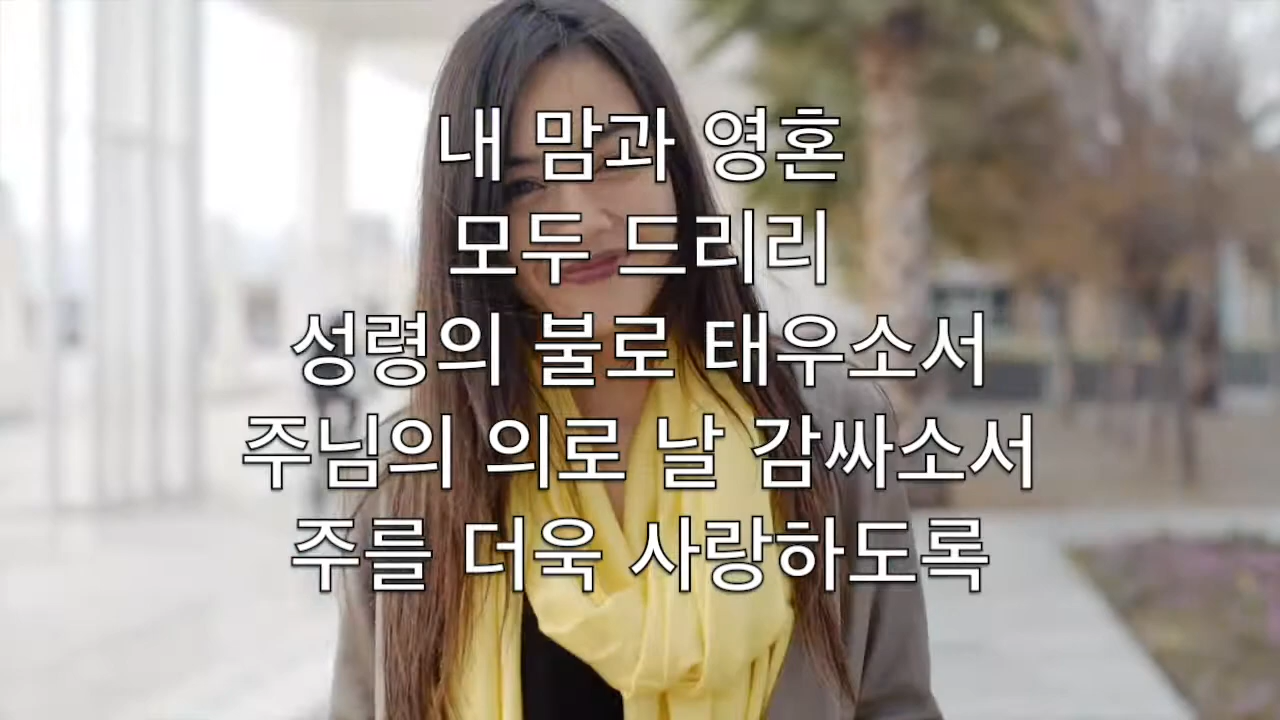 내 맘과 영혼
모두 드리리
성령의 불로 태우소서
주님의 의로 날 감싸소서
주를 더욱 사랑하도록